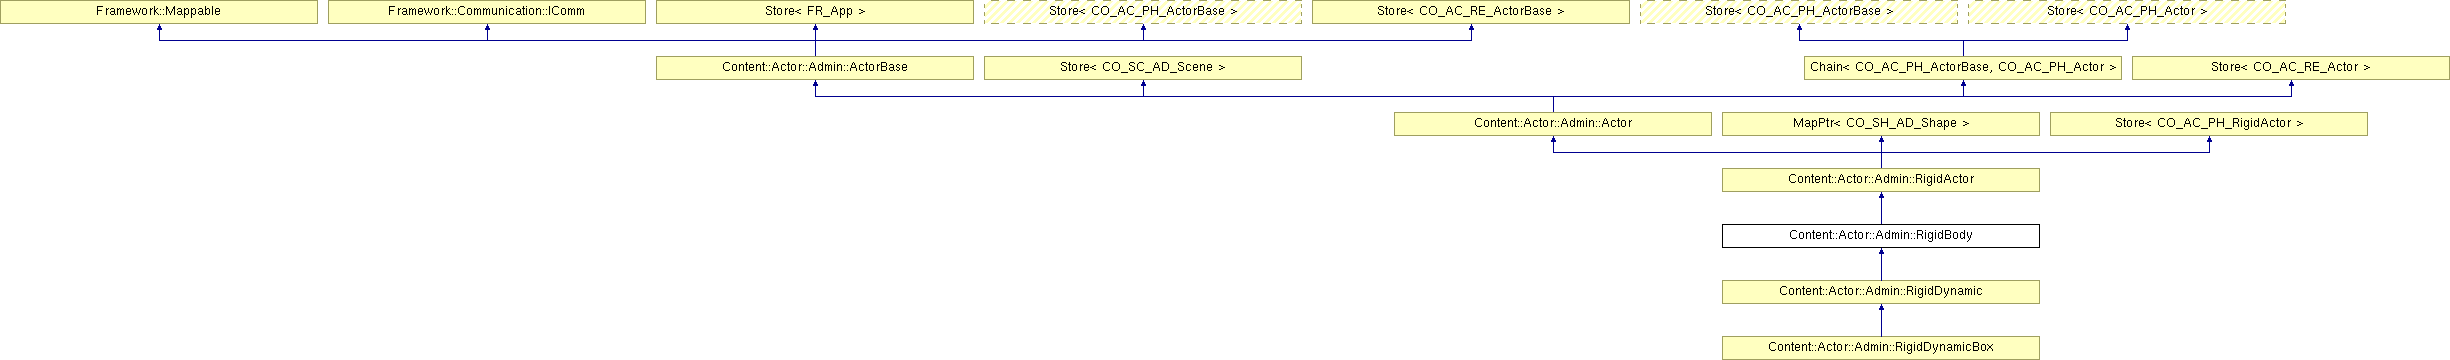 Framework::Mappable
Framework::Communication::IComm
Store< FR_App >
Store< CO_AC_PH_ActorBase >
Store< CO_AC_RE_ActorBase >
Store< CO_AC_PH_ActorBase >
Store< CO_AC_PH_Actor >
Content::Actor::Admin::ActorBase
Store< CO_SC_AD_Scene >
Chain< CO_AC_PH_ActorBase, CO_AC_PH_Actor >
Store< CO_AC_RE_Actor >
Content::Actor::Admin::Actor
MapPtr< CO_SH_AD_Shape >
Store< CO_AC_PH_RigidActor >
Content::Actor::Admin::RigidActor
Content::Actor::Admin::RigidBody
Content::Actor::Admin::RigidDynamic
Content::Actor::Admin::RigidDynamicBox